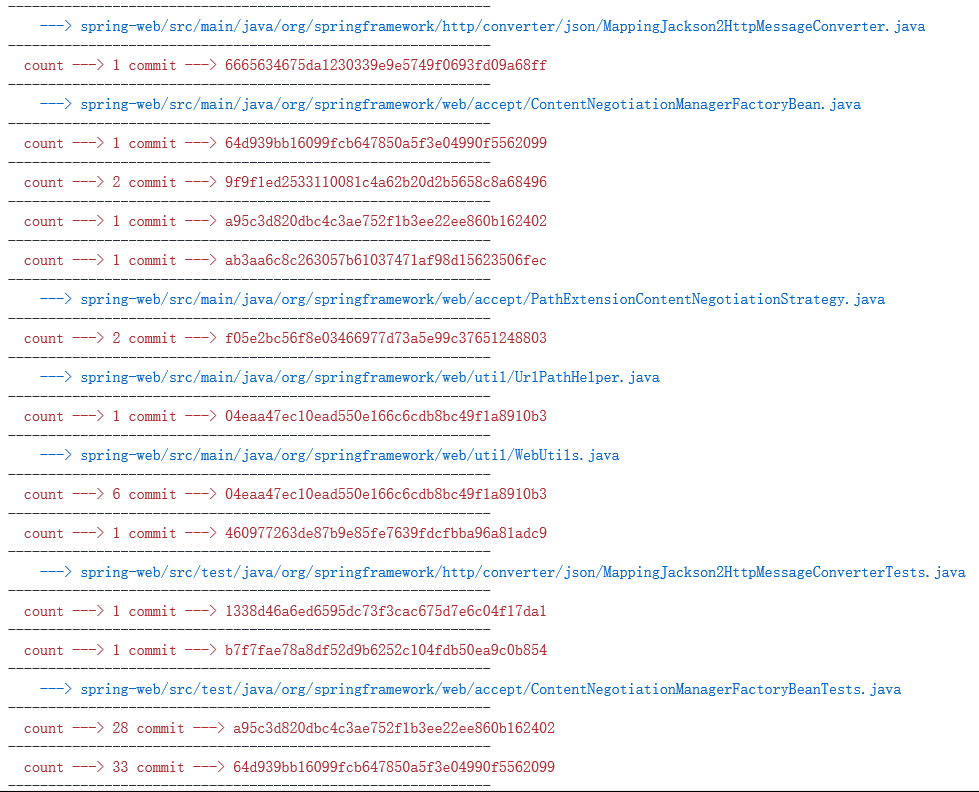 ------------------------------------------------------------
---> spring-web/src/main/java/org/springframework/http/converter/json/MappingJackson2HttpMessageConverter.java
------------------------------------------------------------
count ---> 1 commit ---> 6665634675da1230339e9e5749f0693fd09a68ff
------------------------------------------------------------
---> spring-web/src/main/java/org/springframework/web/accept/ContentNegotiationManagerFactoryBean.java
------------------------------------------------------------
count ---> 1 commit ---> 64d939bb16099fcb647850a5f3e04990f5562099
------------------------------------------------------------
count ---> 2 commit ---> 9f9f1ed2533110081c4a62b20d2b5658c8a68496
------------------------------------------------------------
count ---> 1 commit ---> a95c3d820dbc4c3ae752f1b3ee22ee860b162402
------------------------------------------------------------
count ---> 1 commit ---> ab3aa6c8c263057b61037471af98d15623506fec
------------------------------------------------------------
---> spring-web/src/main/java/org/springframework/web/accept/PathExtensionContentNegotiationStrategy.java
------------------------------------------------------------
count ---> 2 commit ---> f05e2bc56f8e03466977d73a5e99c37651248803
------------------------------------------------------------
---> spring-web/src/main/java/org/springframework/web/util/UrlPathHelper.java
------------------------------------------------------------
count ---> 1 commit ---> 04eaa47ec10ead550e166c6cdb8bc49f1a8910b3
------------------------------------------------------------
---> spring-web/src/main/java/org/springframework/web/util/WebUtils.java
------------------------------------------------------------
count ---> 6 commit ---> 04eaa47ec10ead550e166c6cdb8bc49f1a8910b3
------------------------------------------------------------
count ---> 1 commit ---> 460977263de87b9e85fe7639fdcfbba96a81adc9
------------------------------------------------------------
---> spring-web/src/test/java/org/springframework/http/converter/json/MappingJackson2HttpMessageConverterTests.java
------------------------------------------------------------
count ---> 1 commit ---> 1338d46a6ed6595dc73f3cac675d7e6c04f17da1
------------------------------------------------------------
count ---> 1 commit ---> b7f7fae78a8df52d9b6252c104fdb50ea9c0b854
------------------------------------------------------------
---> spring-web/src/test/java/org/springframework/web/accept/ContentNegotiationManagerFactoryBeanTests.java
------------------------------------------------------------
count ---> 28 commit ---> a95c3d820dbc4c3ae752f1b3ee22ee860b162402
------------------------------------------------------------
count ---> 33 commit ---> 64d939bb16099fcb647850a5f3e04990f5562099
------------------------------------------------------------